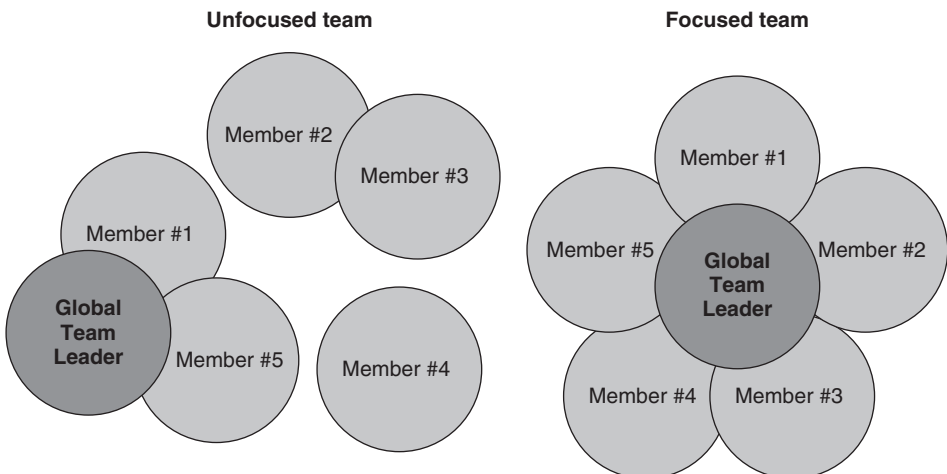 Unfocused team
Member #2
Member #3
Member #1
Global
Team
Leader
Member #5
Member #4
Focused team
Member #1
Member #5
Member #2
Global
Team
Leader
Member #4
Member #3